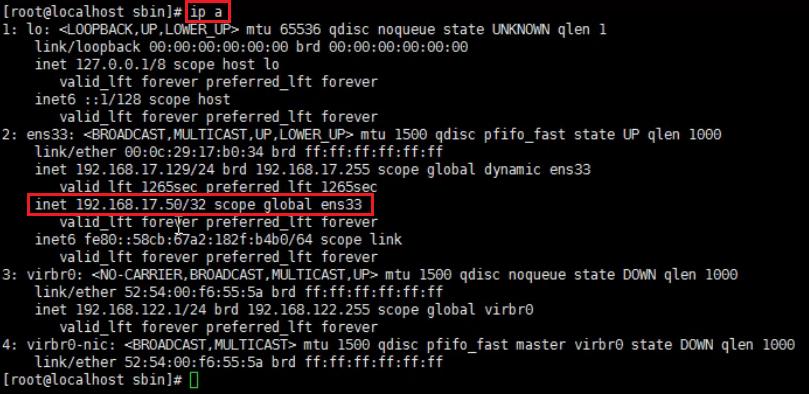 [root@localhost sbin]# ip a
1: lo: <LOOPBACK,UP,LOWER_UP> mtu 65536 qdisc noqueue state UNKNOWN qlen 1
link/loopback 00:00:00:00:00:00 brd 00:00:00:00:00:00
inet 127.0.0.1/8 scope host lo
valid_lft forever preferred_lft forever
inet6 ::1/128 scope host
valid_lft forever preferred_lft forever
2: ens33: <BROADCAST,MULTICAST,UP,LOWER_UP> mtu 1500 qdisc pfifo_fast state UP qlen 1000
link/ether 00:0c:29:17:b0:34 brd ff:ff:ff:ff:ff:ff
inet 192.168.17.129/24 brd 192.168.17.255 scope global dynamic ens33
valid_lft 1265sec preferred_lft 1265sec
inet 192.168.17.50/32 scope global ens33
valid_lft forever preferred_lft forever
inet6 fe80::58cb:67a2:182f:b4b0/64 scope link
valid_lft forever preferred_lft forever
3: virbr0: <NO-CARRIER,BROADCAST,MULTICAST,UP> mtu 1500 qdisc noqueue state DOWN qlen 1000
link/ether 52:54:00:f6:55:5a brd ff:ff:ff:ff:ff:ff
inet 192.168.122.1/24 brd 192.168.122.255 scope global virbr0
valid_lft forever preferred_lft forever
4: virbr0-nic: <BROADCAST,MULTICAST> mtu 1500 qdisc pfifo_fast master virbr0 state DOWN qlen 1000
link/ether 52:54:00:f6:55:5a brd ff:ff:ff:ff:ff:ff
[root@localhost sbin]#